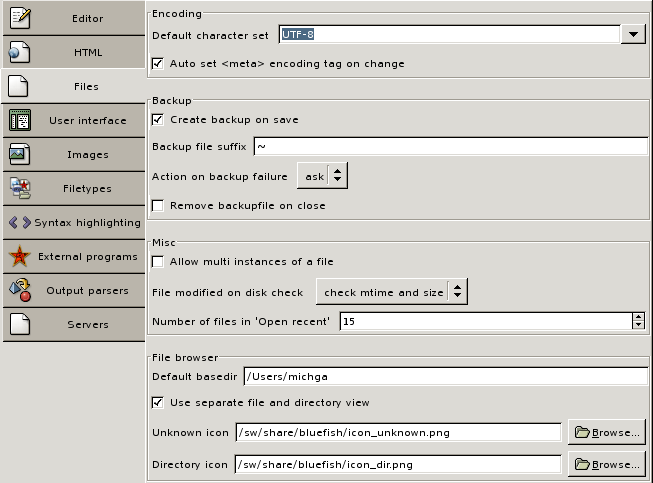 Editor
HTML
Files
User interface
Images
Filetypes
Syntax highlighting
External programs
Output parsers
Servers
Encoding
Default character set UTF-8
Auto set <meta> encoding tag on change
Backup
Create backup on save
Backup file suffix ~
Action on backup failure ask
Remove backupfile on close
Misc
Allow multi instances of a file
File modified on disk check check mtime and size
Number of files in 'Open recent' 15
File browser
Default basedir /Users/michga
Use separate file and directory view
Unknown icon /sw/share/bluefish/icon_unknown.png Browse...
Directory icon /sw/share/bluefish/icon_dir.png Browse...